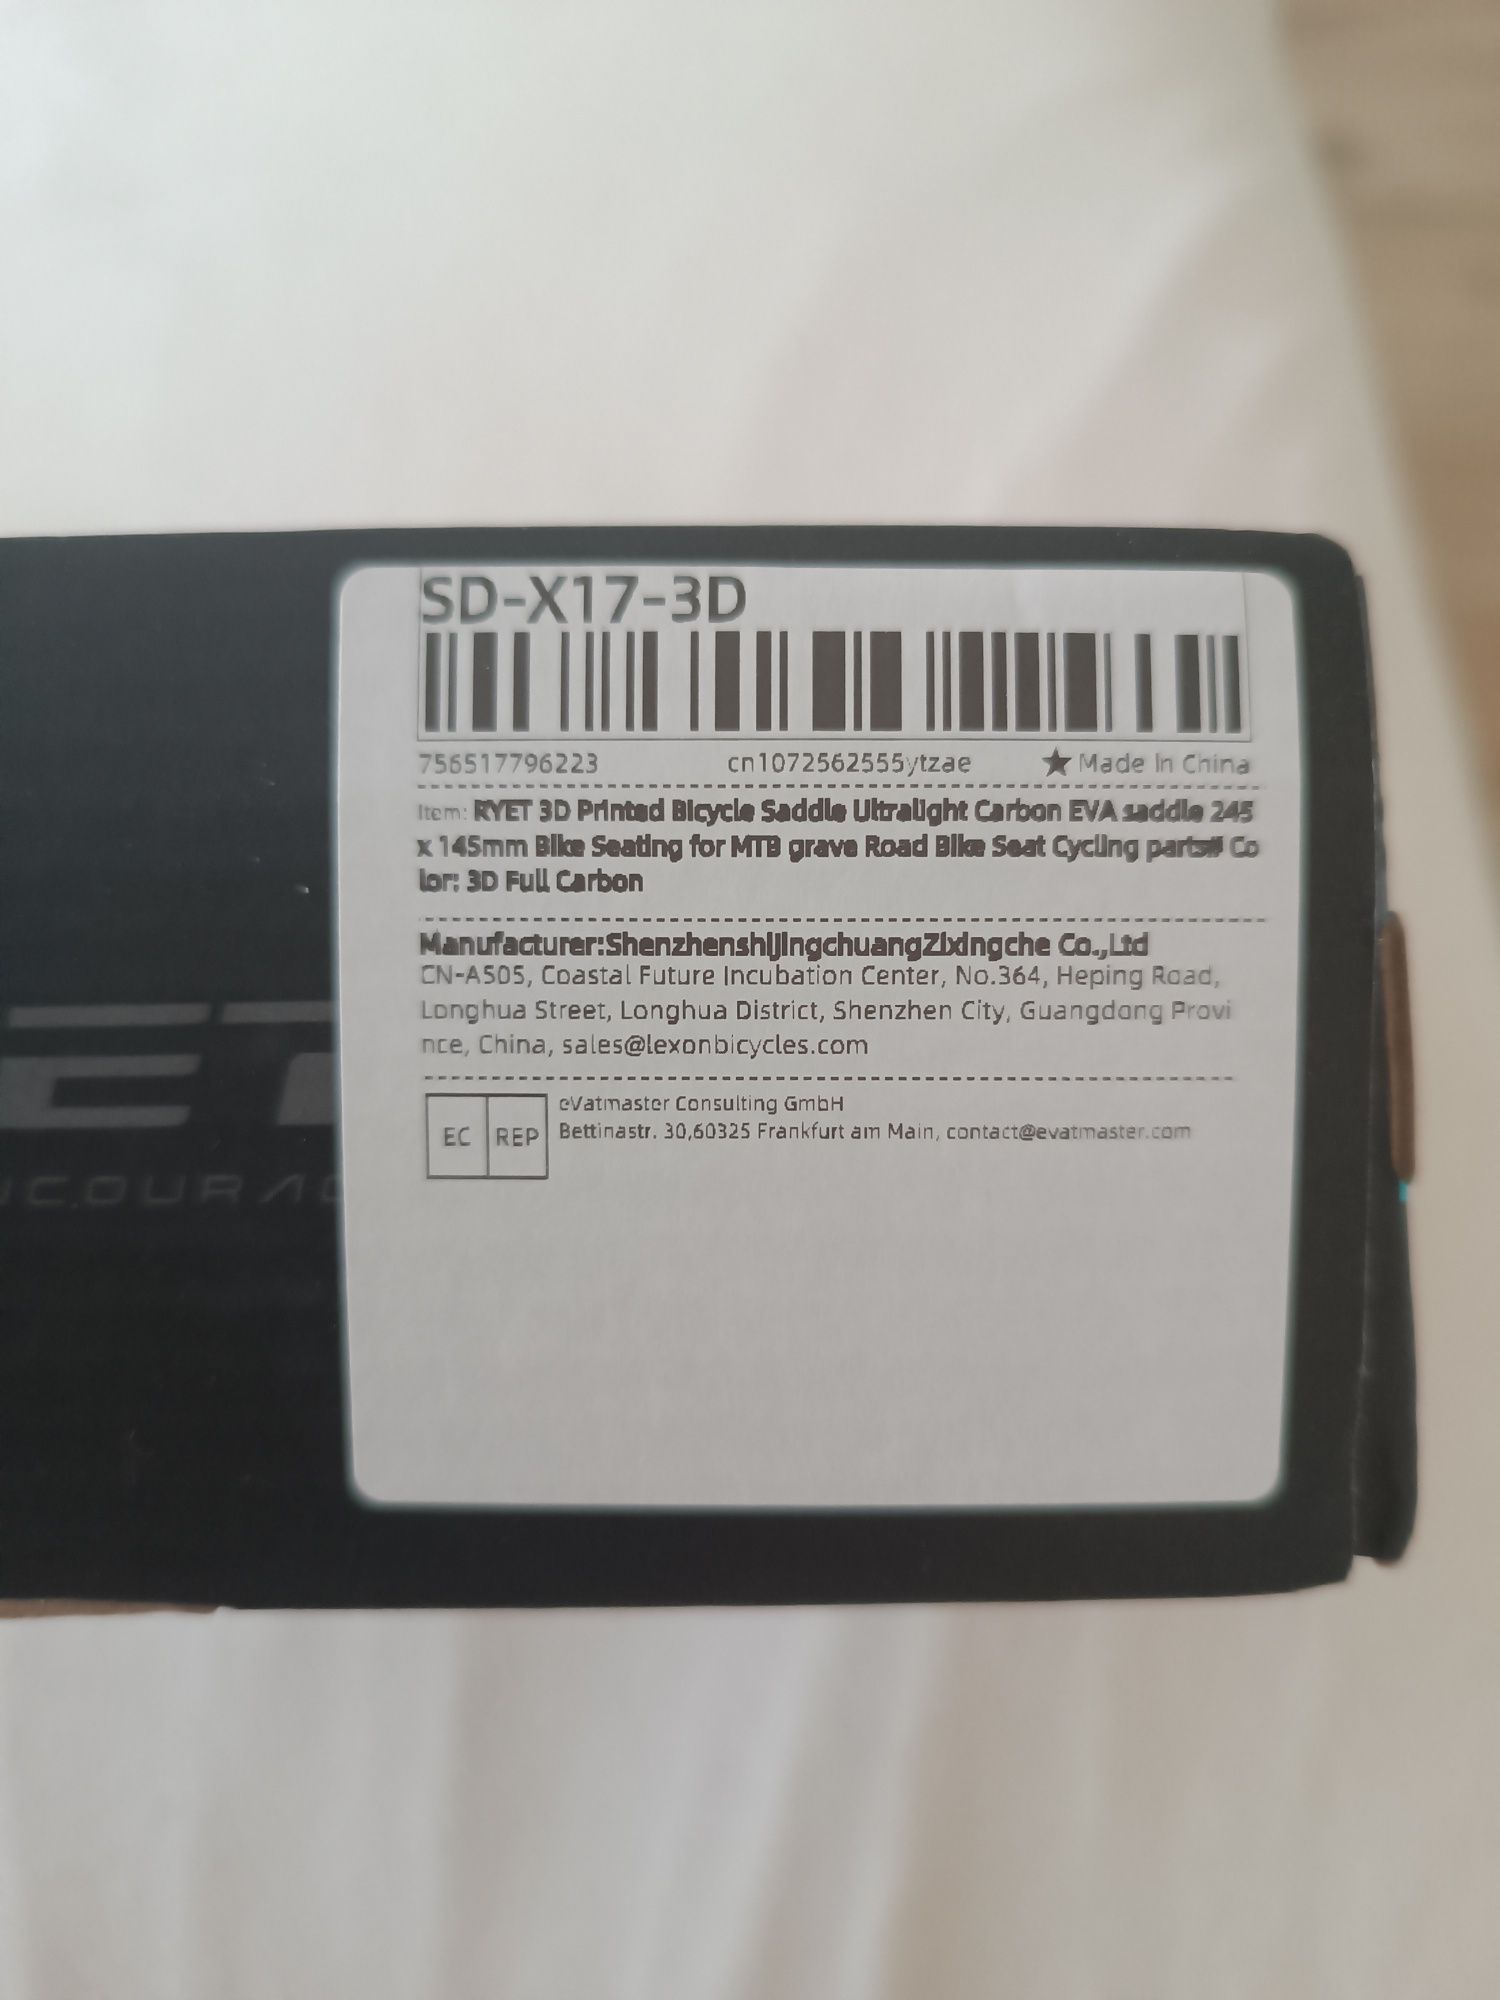 SD-X17-3D
756517796223 cn1072562555ytzae ★Made In China
Item: RYET 3D Printed Bicycle Saddle Ultralight Carbon EVA saddle 245
x 145mm Bike Seating for MTB grave Road Bike Seat Cycling parts# Co
lor: 3D Full Carbon
Manufacturer:ShenzhenshijingchuangZixingche Co.,Ltd
CN-A505, Coastal Future Incubation Center, No.364, Heping Road,
Longhua Street, Longhua District, Shenzhen City, Guangdong Provi
nce, China, sales@lexonbicycles.com
EC REP
eVatmaster Consulting GmbH
Bettinastr. 30,60325 Frankfurt am Main, contact@evatmaster.com
ET
NCOURAG